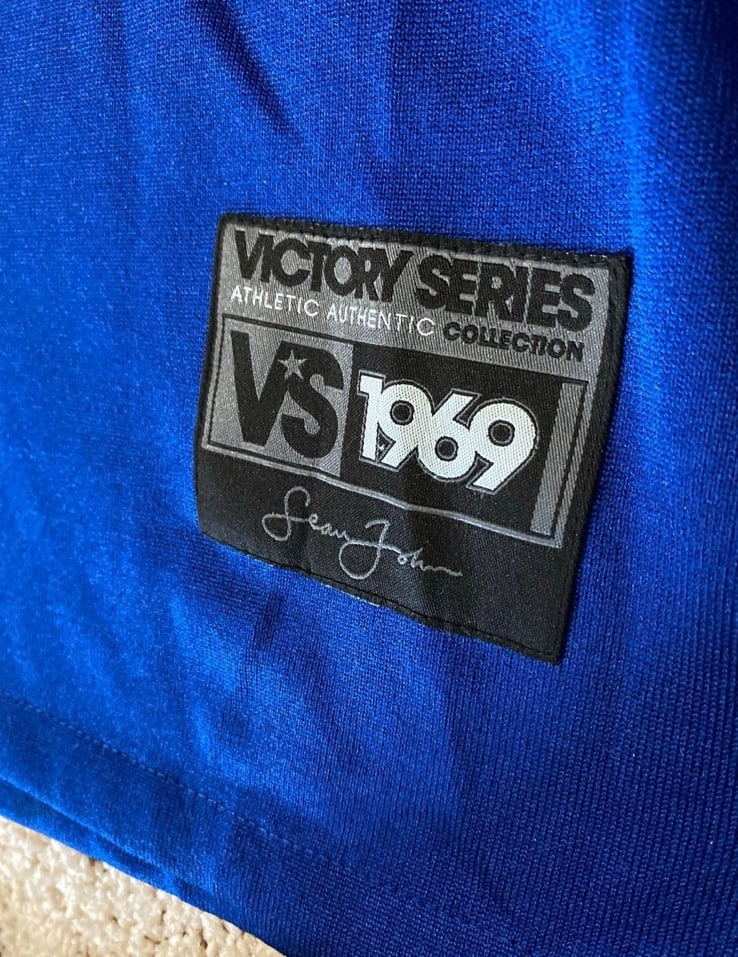 VICTORY SERIES
ATHLETIC AUTHENTIC COLLECTION
VS 1969
Sean John